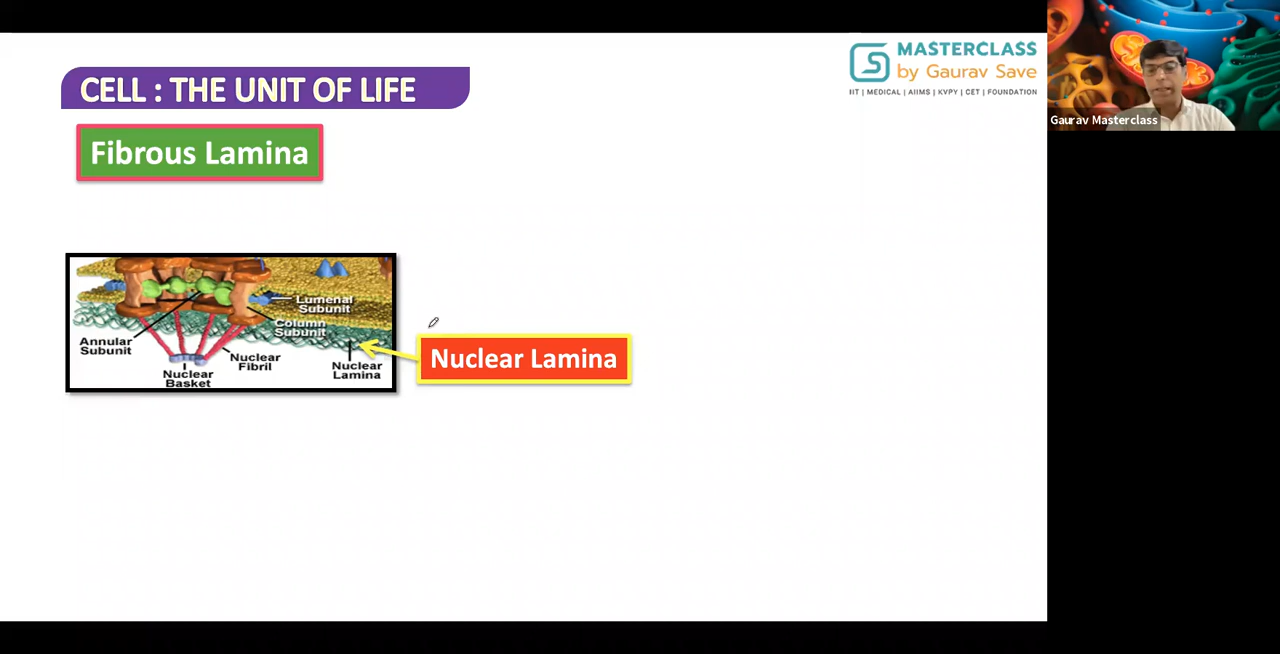 CELL : THE UNIT OF LIFE
MASTERCLASS
by Gaurav Save
IIT | MEDICAL | AIIMS | KVPY | CET | FOUNDATION
Gaurav Masterclass
Fibrous Lamina
Lumenal
Subunit
Column
Subunit
Annular
Subunit
Nuclear
Fibril
Nuclear
Basket
Nuclear
Lamina
Nuclear Lamina